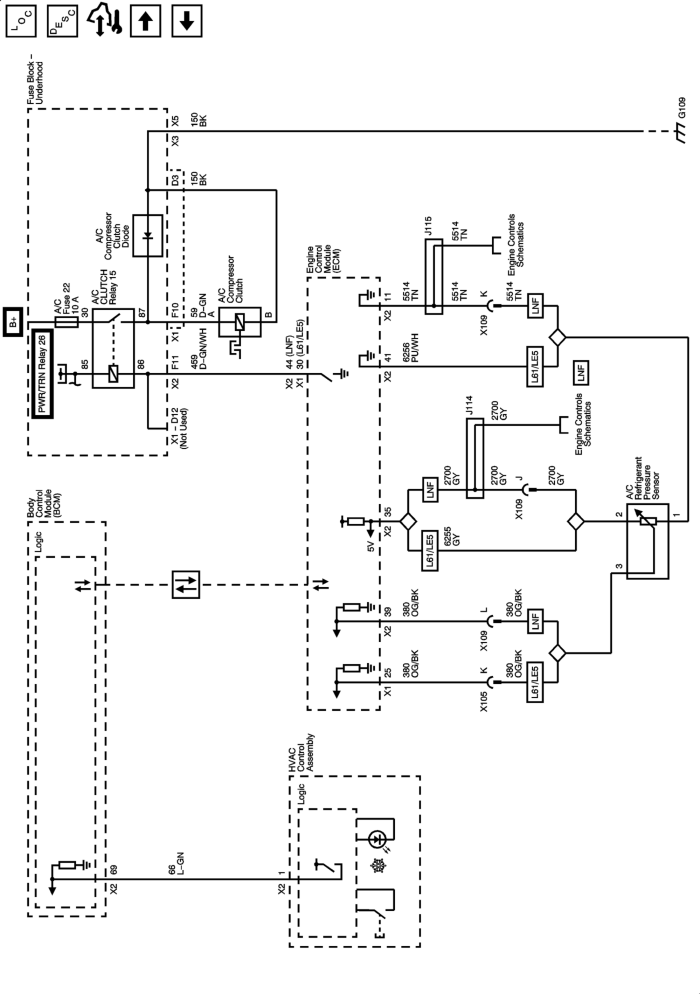 L O C
D E S C
Body
Control
Module
(BCM)
Logic
X2
69
66
L-GN
X2
1
HVAC
Control
Assembly
Logic
PWR/TRN Relay 26
B+
Fuse Block –
Underhood
A/C
Fuse 22
10 A
85
30
A/C
CLUTCH
Relay 15
86
87
A/C
Compressor
Clutch
Diode
X1 – D12
(Not Used)
X2
F11
X1
F10
D3
X3
X5
459
D-GN/WH
59
D-GN
A
150
BK
150
BK
A/C
Compressor
Clutch
B
G109
X2
44 (LNF)
X1
30 (L61/LE5)
Engine
Control
Module
(ECM)
5V
X1
25
X2
39
X2
35
X2
41
X2
11
380
OG/BK
380
OG/BK
6256
PU/WH
5514
TN
J115
5514
TN
Engine Controls
Schematics
X105
K
X109
L
380
OG/BK
380
OG/BK
L61/LE5
LNF
L61/LE5
6255
GY
LNF
2700
GY
J114
2700
GY
2700
GY
X109
J
2700
GY
Engine Controls
Schematics
5514
TN
X109
K
5514
TN
L61/LE5
LNF
LNF
3
2
A/C
Refrigerant
Pressure
Sensor
1